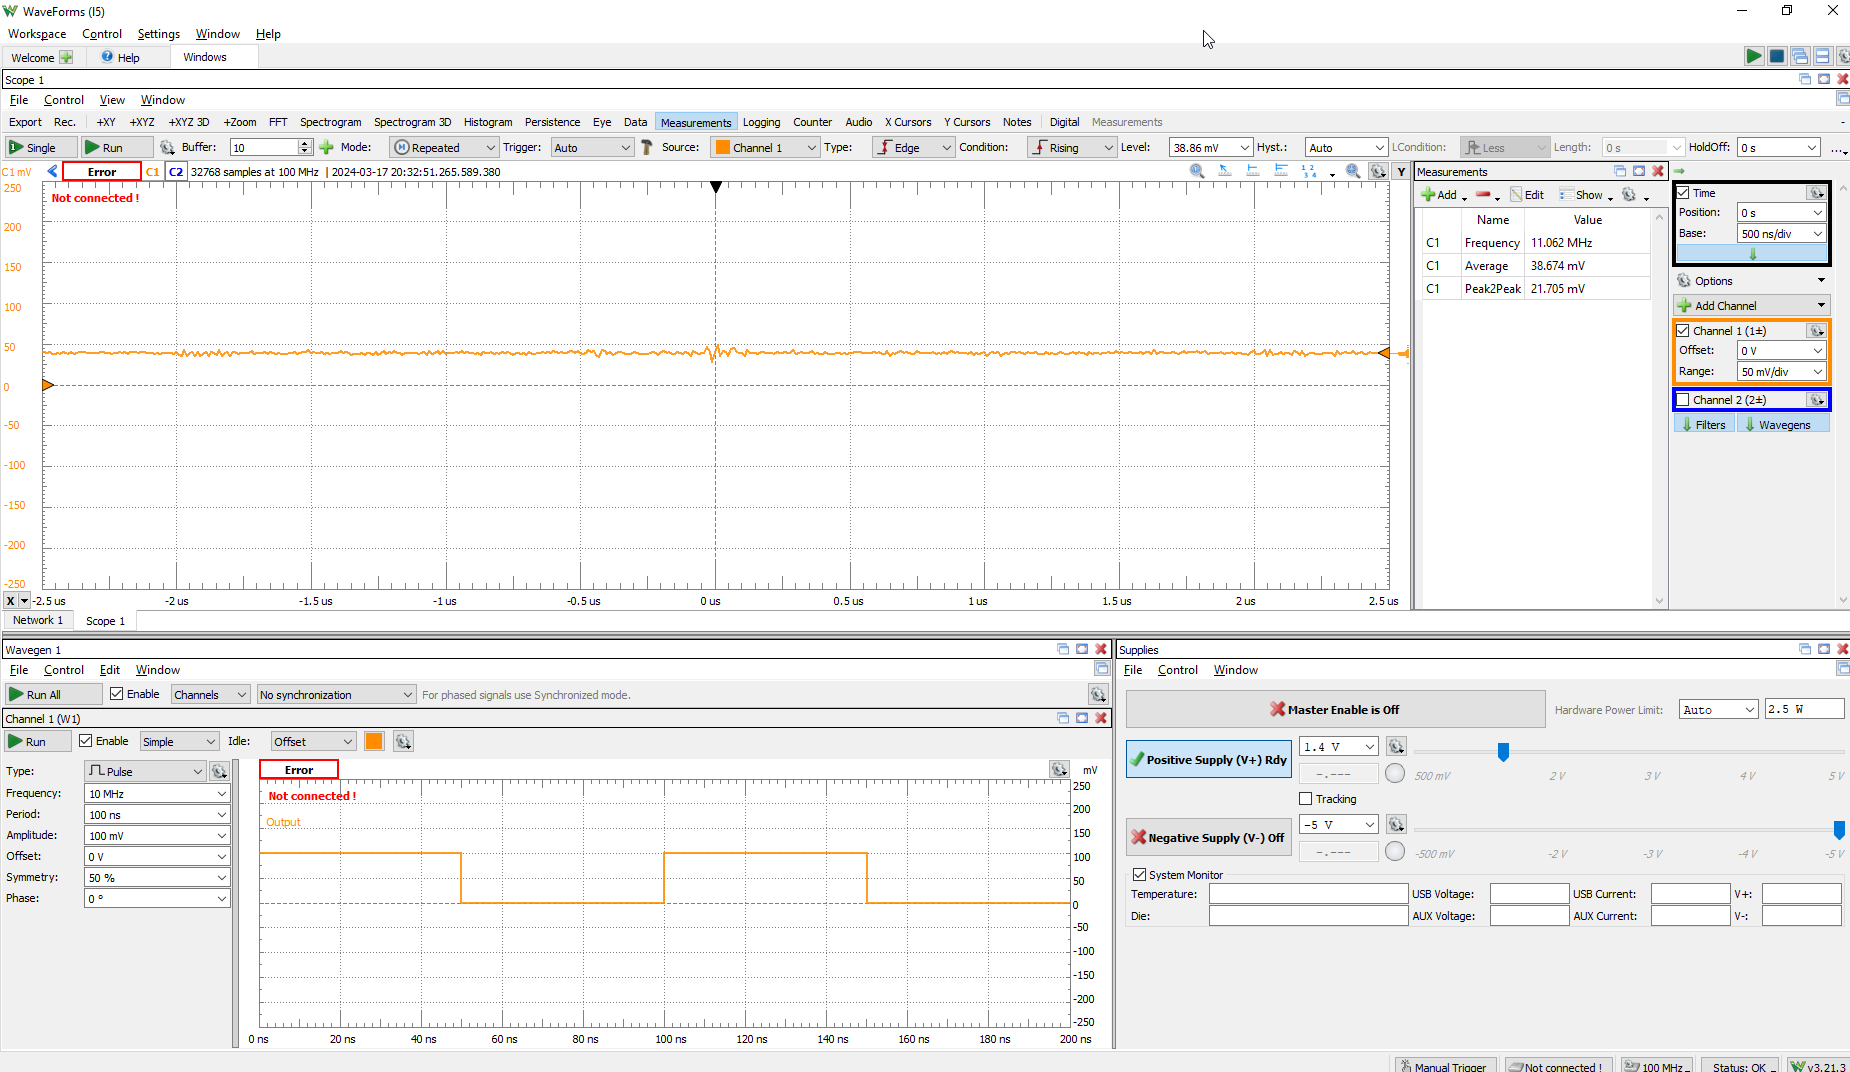 WaveForms (I5)
Workspace Control Settings Window Help
Welcome Help Windows
Scope 1
File Control View Window
Export Rec. +XY +XYZ +XYZ 3D +Zoom FFT Spectrogram Spectrogram 3D Histogram Persistence Eye Data Measurements Logging Counter Audio X Cursors Y Cursors Notes Digital Measurements
Single Run Buffer: 10 Mode: Repeated Trigger: Auto Source: Channel 1 Type: Edge Condition: Rising Level: 38.86 mV Hyst.: Auto LCondition: Less Length: 0 s HoldOff: 0 s
C1 mV Error C1 C2 32768 samples at 100 MHz | 2024-03-17 20:32:51.265.589.380 Y
Not connected !
250
200
150
100
50
0
-50
-100
-150
-200
-250
X -2.5 us -2 us -1.5 us -1 us -0.5 us 0 us 0.5 us 1 us 1.5 us 2 us 2.5 us
Measurements
Add Edit Show
Name Value
C1 Frequency 11.062 MHz
C1 Average 38.674 mV
C1 Peak2Peak 21.705 mV
Time
Position: 0 s
Base: 500 ns/div
Options
Add Channel
Channel 1 (1±)
Offset: 0 V
Range: 50 mV/div
Channel 2 (2±)
Filters Wavegens
Network 1 Scope 1
Wavegen 1
File Control Edit Window
Run All Enable Channels No synchronization For phased signals use Synchronized mode.
Channel 1 (W1)
Run Enable Simple Idle: Offset
Type: Pulse
Frequency: 10 MHz
Period: 100 ns
Amplitude: 100 mV
Offset: 0 V
Symmetry: 50 %
Phase: 0 °
Error mV
Not connected !
Output
250
200
150
100
50
0
-50
-100
-150
-200
-250
0 ns 20 ns 40 ns 60 ns 80 ns 100 ns 120 ns 140 ns 160 ns 180 ns 200 ns
Supplies
File Control Window
Master Enable is Off Hardware Power Limit: Auto 2.5 W
Positive Supply (V+) Rdy 1.4 V
-.--- 500 mV 2 V 3 V 4 V 5 V
Tracking
Negative Supply (V-) Off -5 V
-.--- -500 mV -2 V -3 V -4 V -5 V
System Monitor
Temperature: USB Voltage: USB Current: V+:
Die: AUX Voltage: AUX Current: V-:
Manual Trigger Not connected ! 100 MHz Status: OK v3.21.3